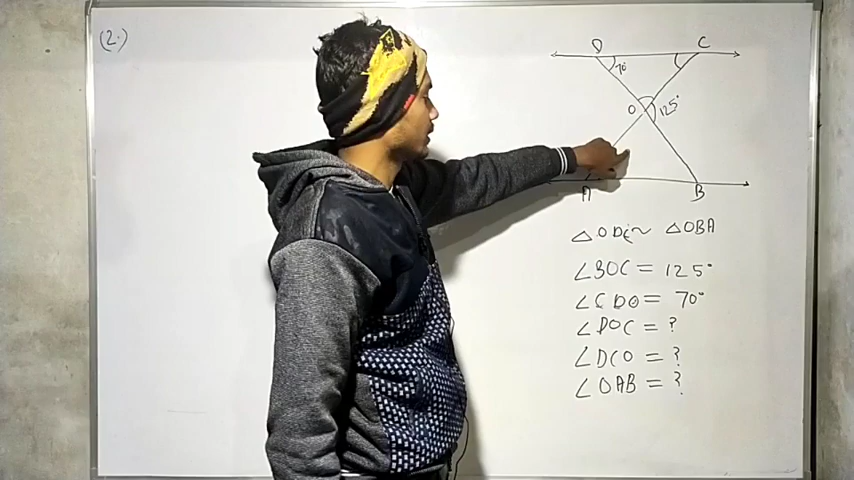 (2.)
D C
70°
O 125°
A B
△ODC ~ △OBA
∠BOC = 125°
∠CDO = 70°
∠DOC = ?
∠DCO = ?
∠OAB = ?